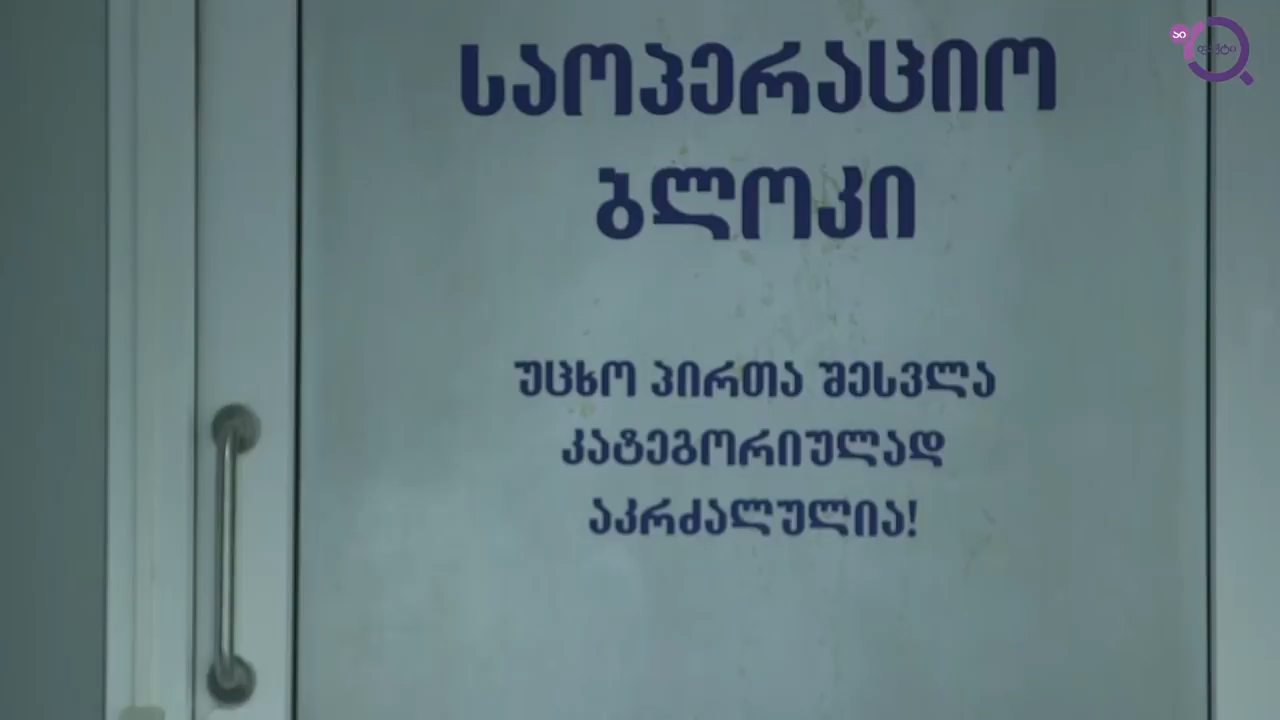 საოპერაციო
ბლოკი
უცხო პირთა შესვლა
კატეგორიულად
აკრძალულია!